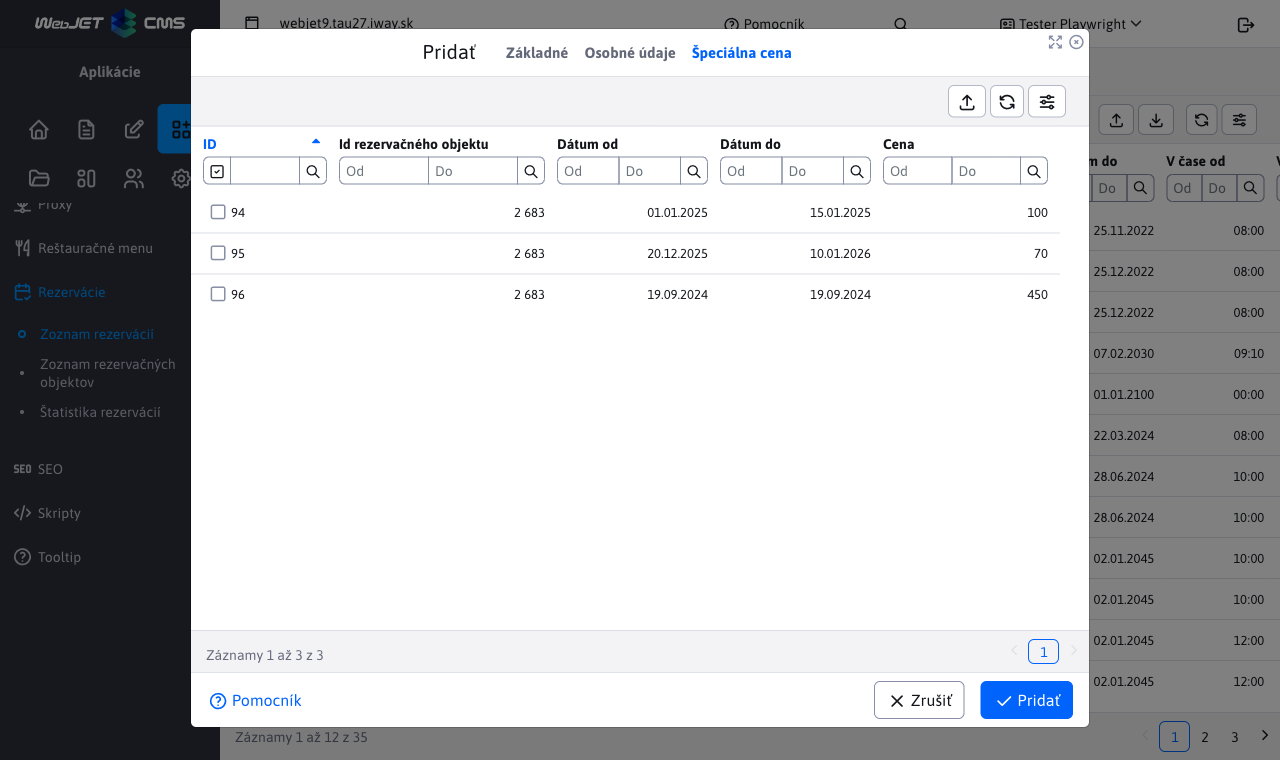 WebJET CMS
webjet9.tau27.iway.sk
Pomocník
Tester Playwright
Aplikácie
Proxy
Reštauračné menu
Rezervácie
Zoznam rezervácií
Zoznam rezervačných
objektov
Štatistika rezervácií
SEO SEO
Skripty
Tooltip
Pridať Základné Osobné údaje Špeciálna cena
ID Id rezervačného objektu Dátum od Dátum do Cena
Od Do Od Do Od Do Od Do
94 2 683 01.01.2025 15.01.2025 100
95 2 683 20.12.2025 10.01.2026 70
96 2 683 19.09.2024 19.09.2024 450
Záznamy 1 až 3 z 3
1
Pomocník Zrušiť Pridať
m do V čase od
Do Od Do
25.11.2022 08:00
25.12.2022 08:00
25.12.2022 08:00
07.02.2030 09:10
01.01.2100 00:00
22.03.2024 08:00
28.06.2024 10:00
28.06.2024 10:00
02.01.2045 10:00
02.01.2045 10:00
02.01.2045 12:00
02.01.2045 12:00
Záznamy 1 až 12 z 35
1 2 3